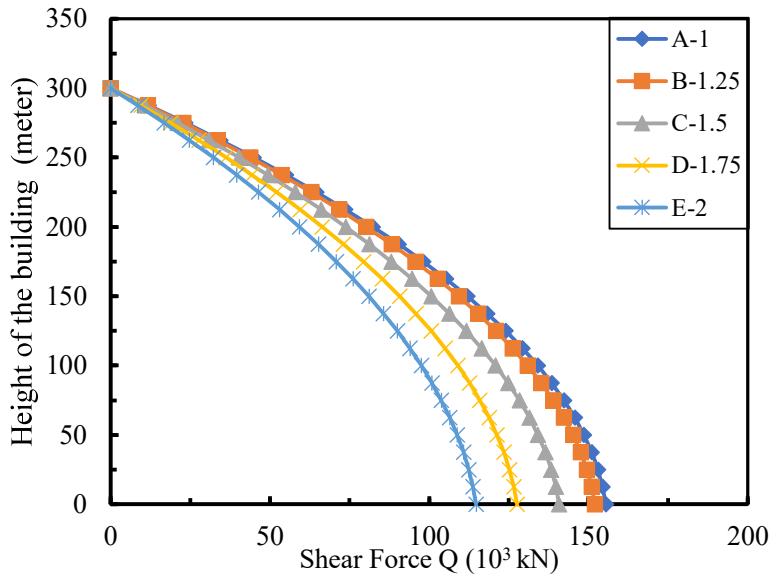 350
300
250
200
150
100
50
0
Height of the building (meter)
0 50 100 150 200
Shear Force Q (10³ kN)
A-1
B-1.25
C-1.5
D-1.75
E-2